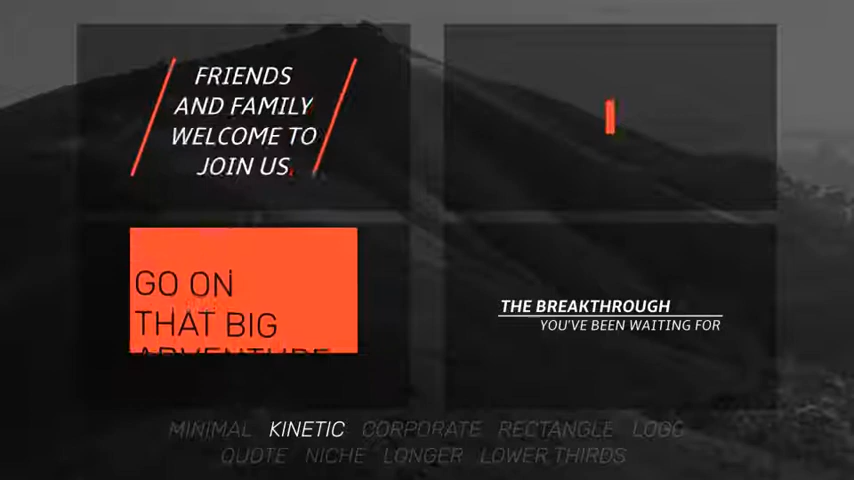 FRIENDS
AND FAMILY
WELCOME TO
JOIN US.
GO ON
THAT BIG
ADVENTURE
THE BREAKTHROUGH
YOU'VE BEEN WAITING FOR
MINIMAL KINETIC CORPORATE RECTANGLE LOGO
QUOTE NICHE LONGER LOWER THIRDS